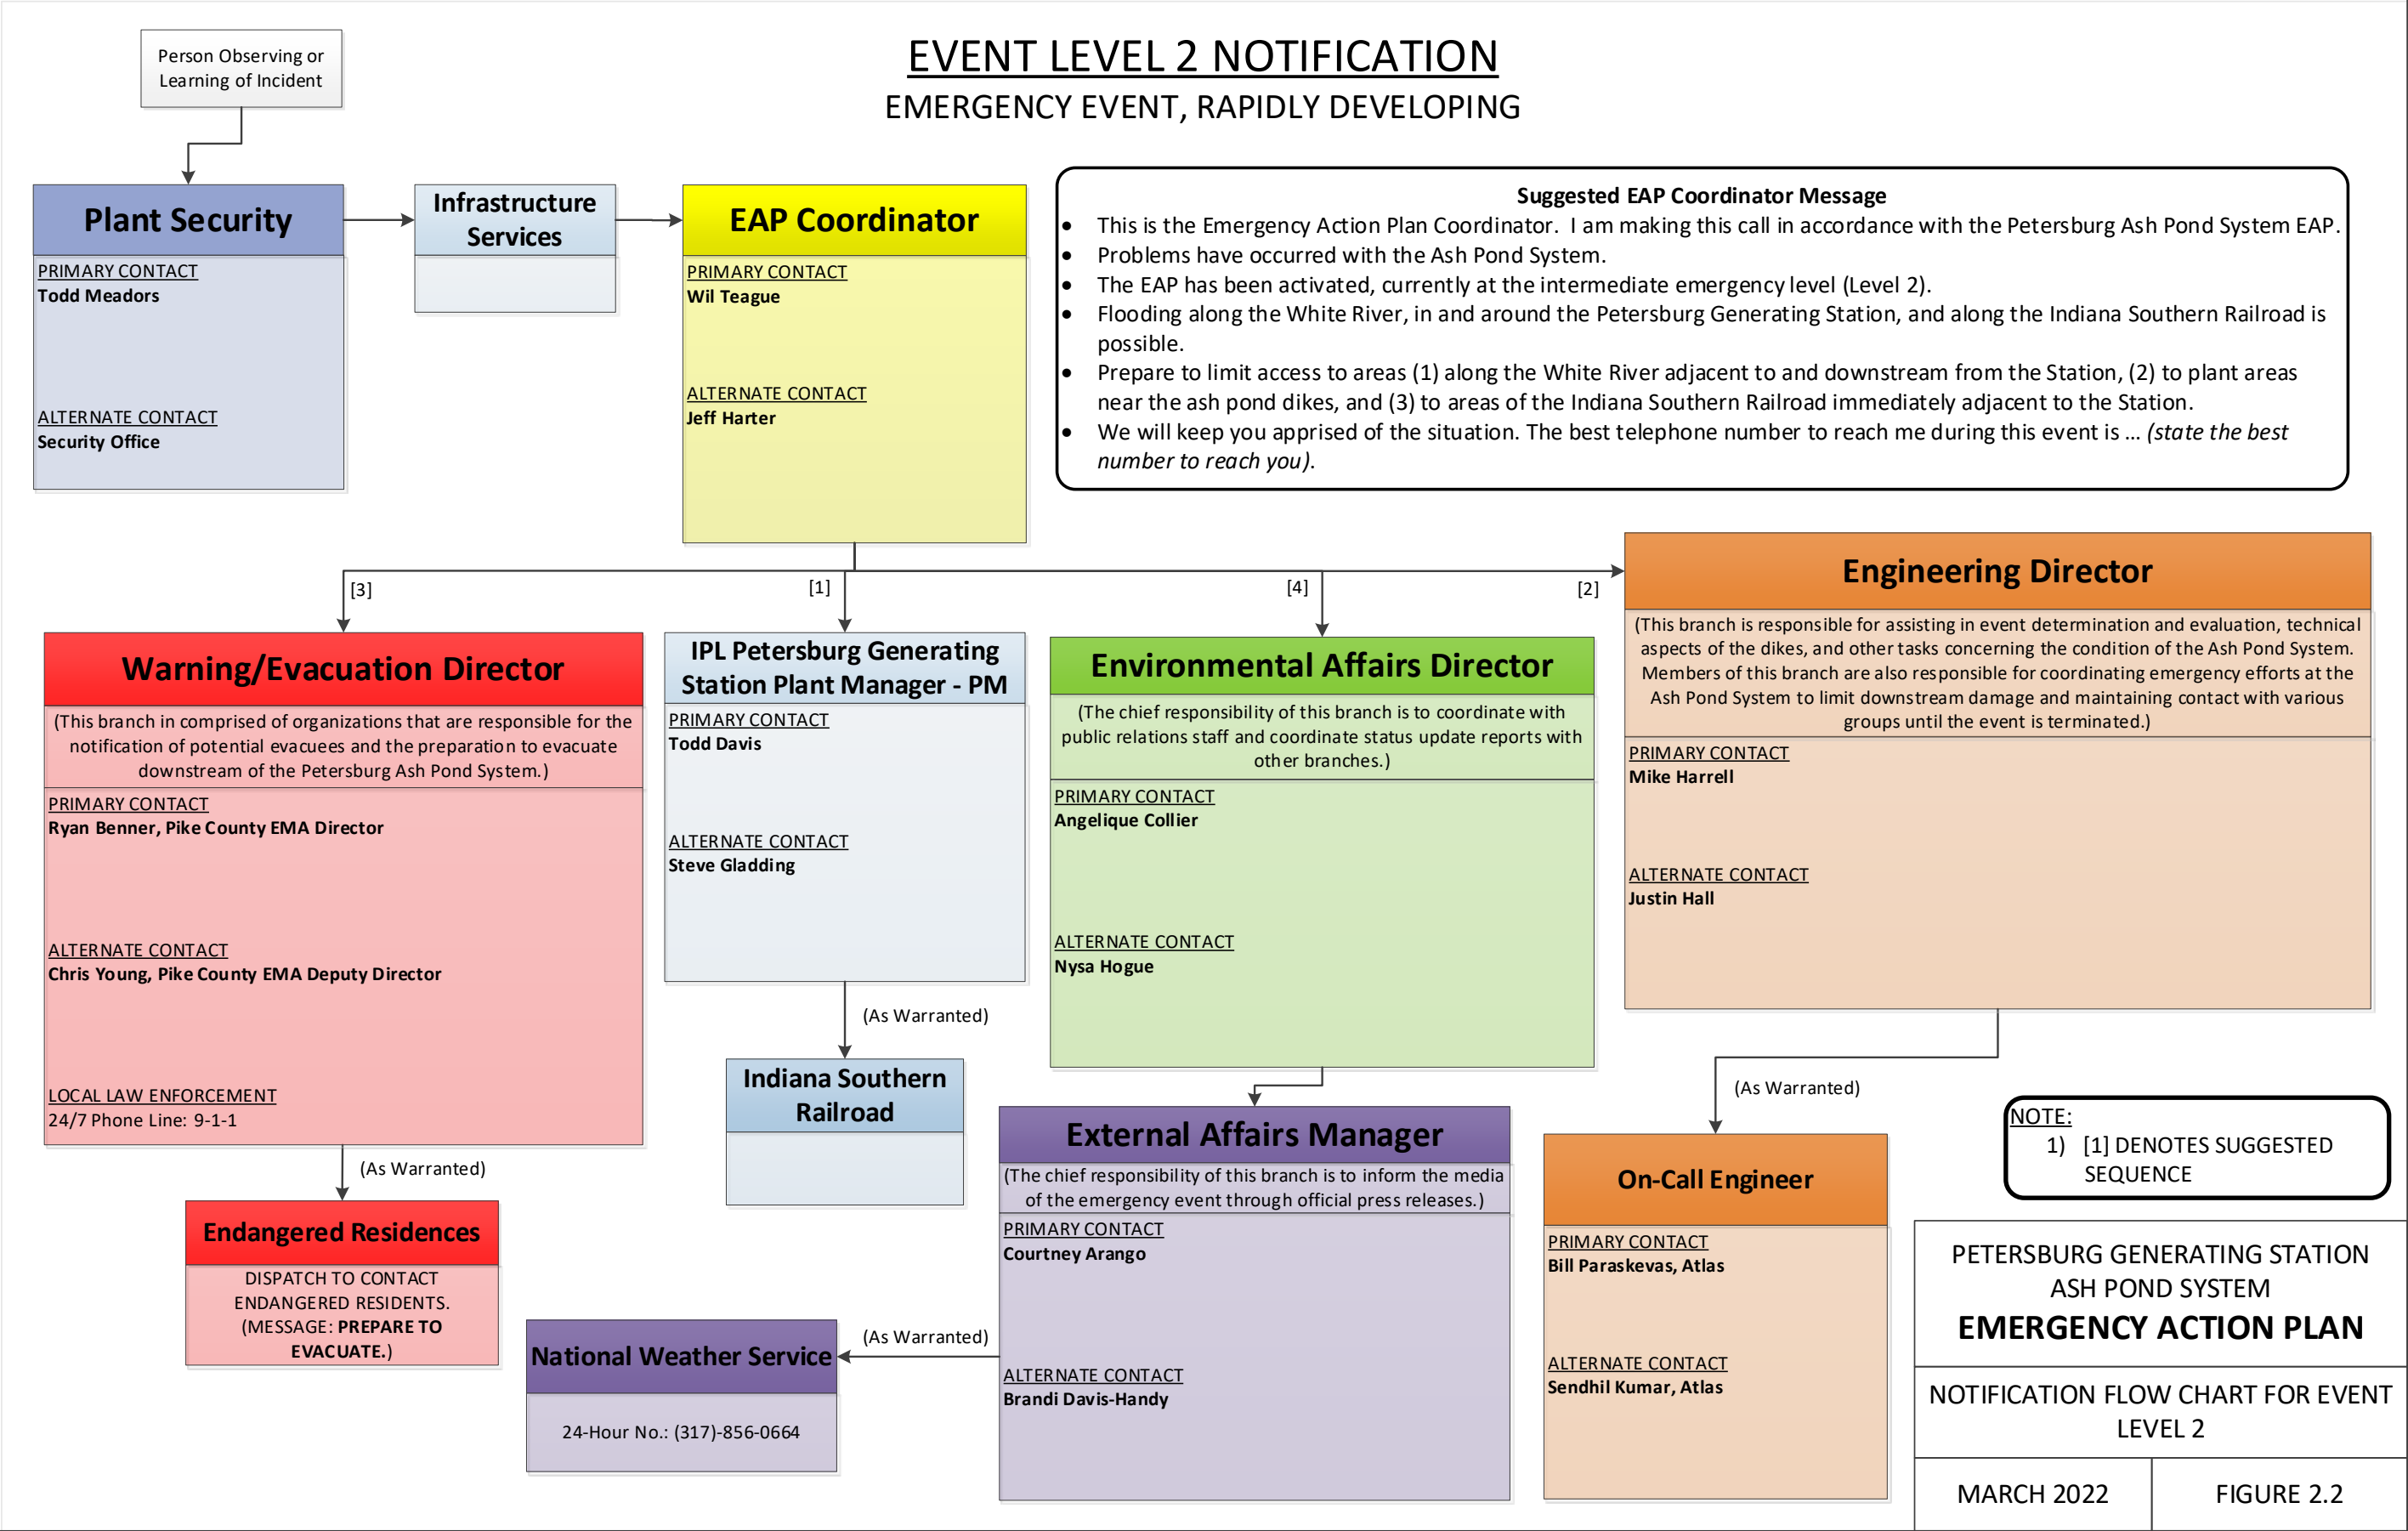 Person Observing or
Learning of Incident
EVENT LEVEL 2 NOTIFICATION
EMERGENCY EVENT, RAPIDLY DEVELOPING
Plant Security
PRIMARY CONTACT
Todd Meadors
ALTERNATE CONTACT
Security Office
Infrastructure
Services
EAP Coordinator
PRIMARY CONTACT
Wil Teague
ALTERNATE CONTACT
Jeff Harter
Suggested EAP Coordinator Message
• This is the Emergency Action Plan Coordinator.  I am making this call in accordance with the Petersburg Ash Pond System EAP.
• Problems have occurred with the Ash Pond System.
• The EAP has been activated, currently at the intermediate emergency level (Level 2).
• Flooding along the White River, in and around the Petersburg Generating Station, and along the Indiana Southern Railroad is
possible.
• Prepare to limit access to areas (1) along the White River adjacent to and downstream from the Station, (2) to plant areas
near the ash pond dikes, and (3) to areas of the Indiana Southern Railroad immediately adjacent to the Station.
• We will keep you apprised of the situation. The best telephone number to reach me during this event is … (state the best
number to reach you).
[3]
[1]
[4]
[2]
Warning/Evacuation Director
(This branch in comprised of organizations that are responsible for the
notification of potential evacuees and the preparation to evacuate
downstream of the Petersburg Ash Pond System.)
PRIMARY CONTACT
Ryan Benner, Pike County EMA Director
ALTERNATE CONTACT
Chris Young, Pike County EMA Deputy Director
LOCAL LAW ENFORCEMENT
24/7 Phone Line: 9-1-1
(As Warranted)
Endangered Residences
DISPATCH TO CONTACT
ENDANGERED RESIDENTS.
(MESSAGE: PREPARE TO
EVACUATE.)
IPL Petersburg Generating
Station Plant Manager - PM
PRIMARY CONTACT
Todd Davis
ALTERNATE CONTACT
Steve Gladding
(As Warranted)
Indiana Southern
Railroad
Environmental Affairs Director
(The chief responsibility of this branch is to coordinate with
public relations staff and coordinate status update reports with
other branches.)
PRIMARY CONTACT
Angelique Collier
ALTERNATE CONTACT
Nysa Hogue
External Affairs Manager
(The chief responsibility of this branch is to inform the media
of the emergency event through official press releases.)
PRIMARY CONTACT
Courtney Arango
ALTERNATE CONTACT
Brandi Davis-Handy
(As Warranted)
National Weather Service
24-Hour No.: (317)-856-0664
Engineering Director
(This branch is responsible for assisting in event determination and evaluation, technical
aspects of the dikes, and other tasks concerning the condition of the Ash Pond System.
Members of this branch are also responsible for coordinating emergency efforts at the
Ash Pond System to limit downstream damage and maintaining contact with various
groups until the event is terminated.)
PRIMARY CONTACT
Mike Harrell
ALTERNATE CONTACT
Justin Hall
(As Warranted)
On-Call Engineer
PRIMARY CONTACT
Bill Paraskevas, Atlas
ALTERNATE CONTACT
Sendhil Kumar, Atlas
NOTE:
1) [1] DENOTES SUGGESTED
SEQUENCE
PETERSBURG GENERATING STATION
ASH POND SYSTEM
EMERGENCY ACTION PLAN
NOTIFICATION FLOW CHART FOR EVENT
LEVEL 2
MARCH 2022
FIGURE 2.2